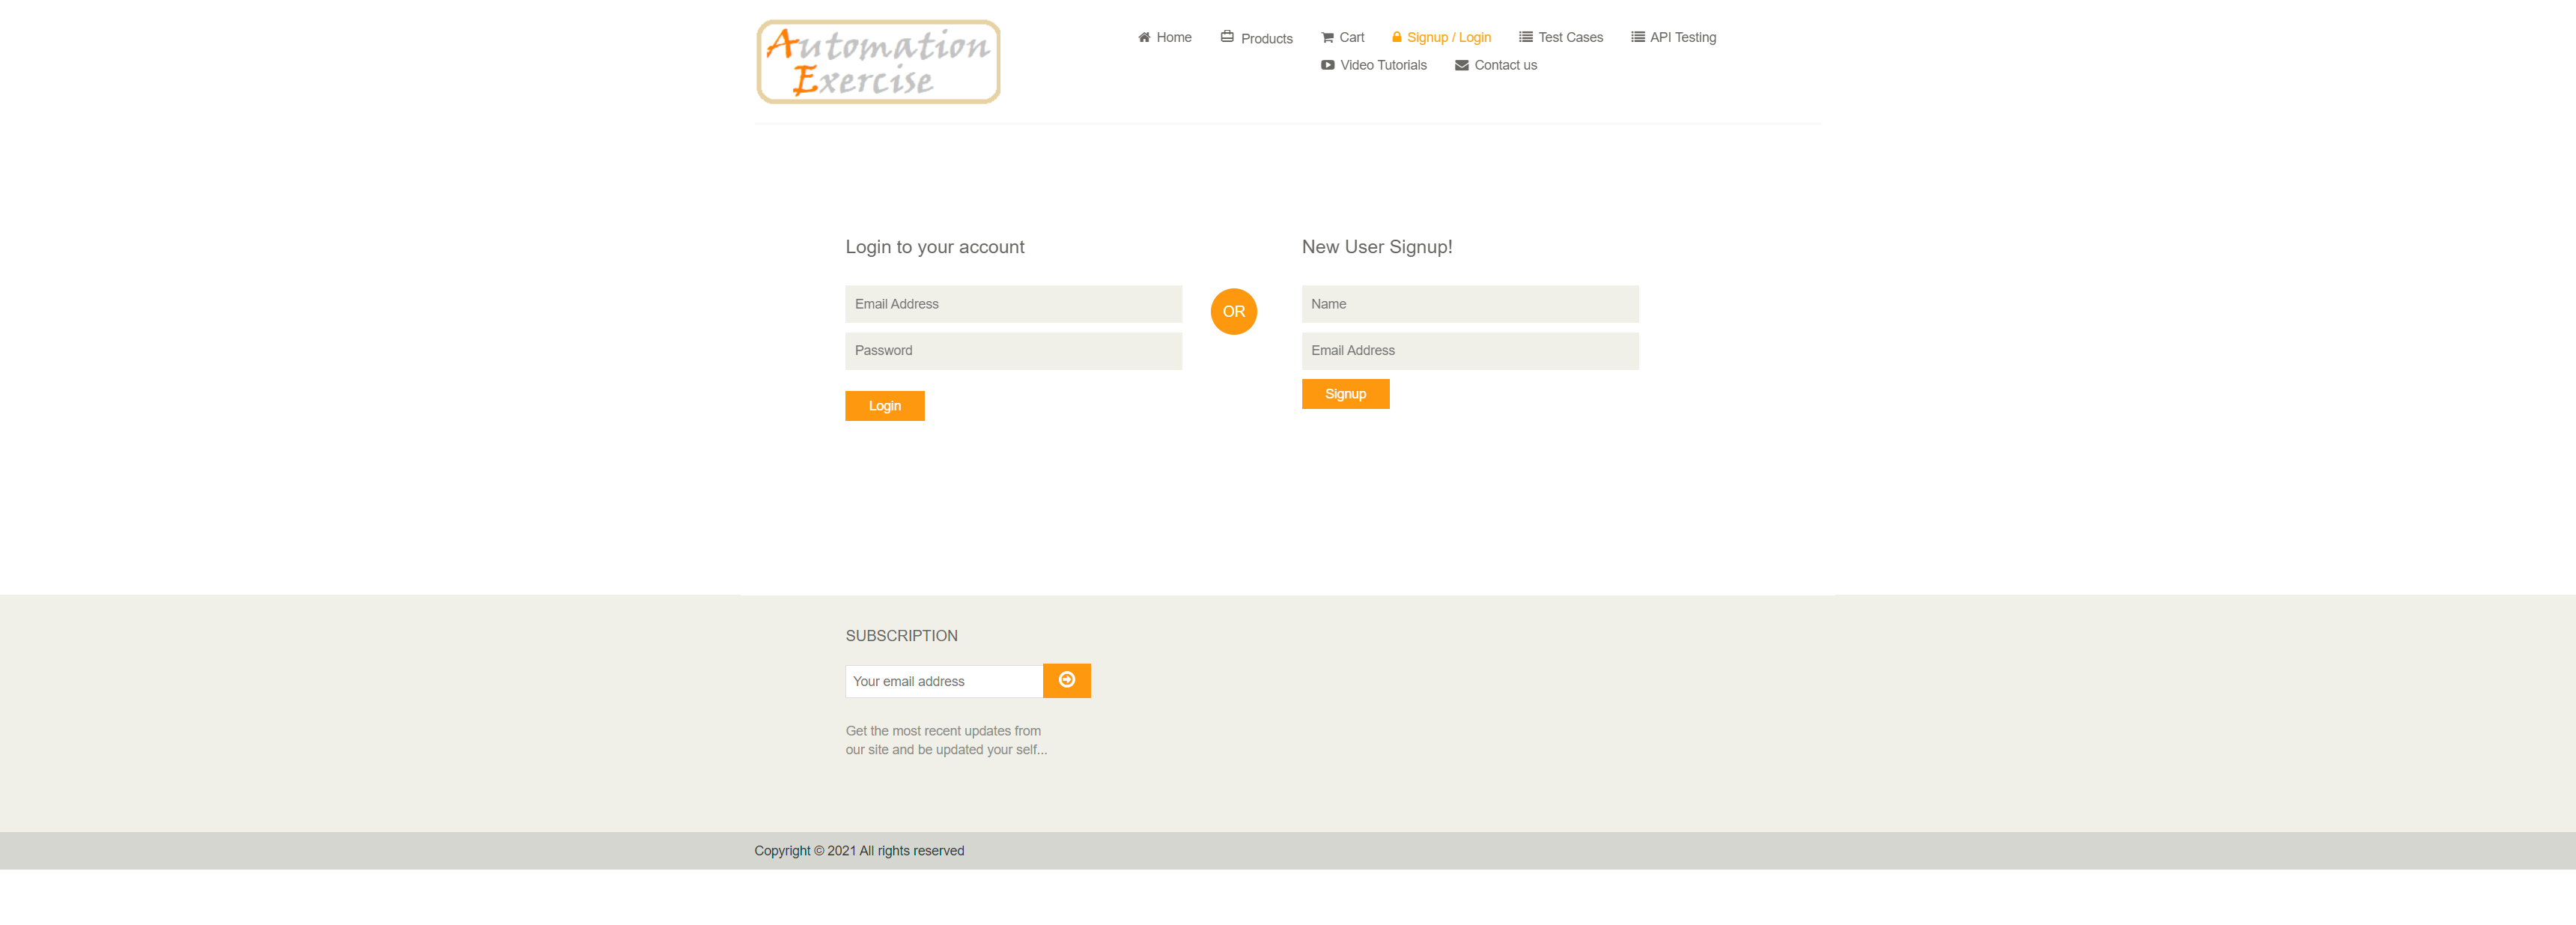 Automation
Exercise
Home Products Cart Signup / Login Test Cases API Testing
Video Tutorials Contact us
Login to your account
Email Address
Password
Login
OR
New User Signup!
Name
Email Address
Signup
SUBSCRIPTION
Your email address
Get the most recent updates from
our site and be updated your self...
Copyright © 2021 All rights reserved